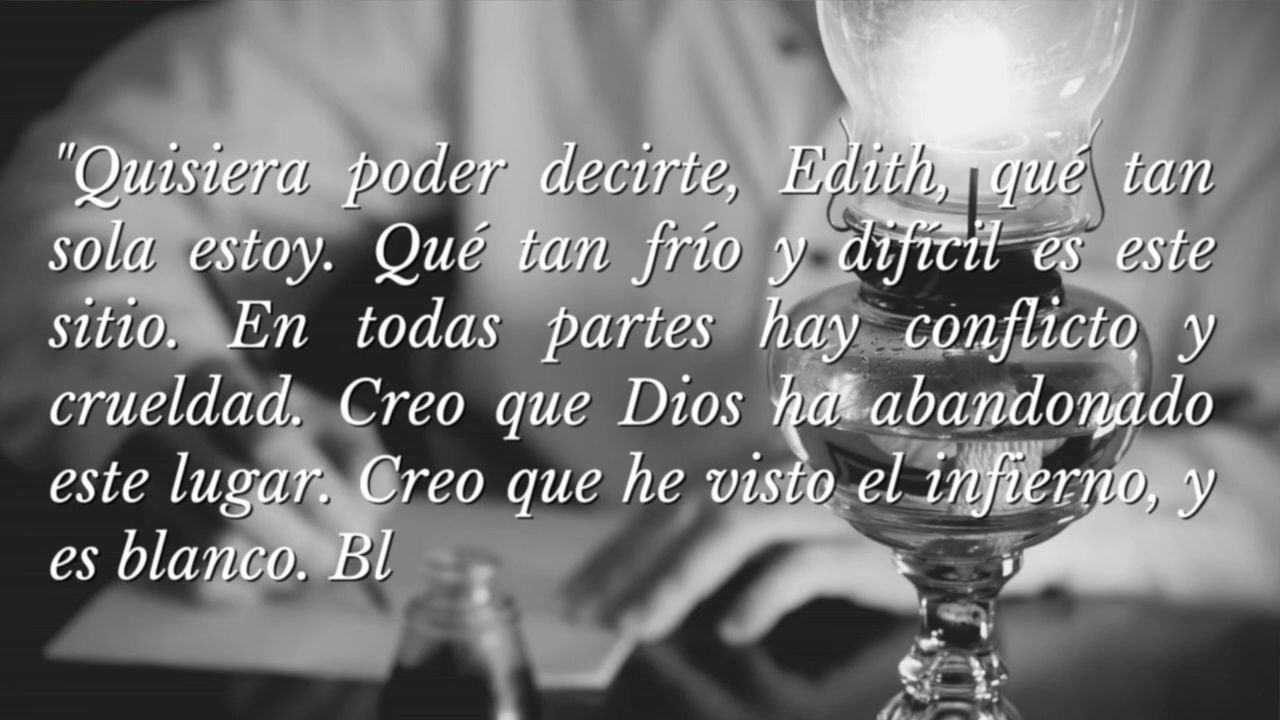 "Quisiera poder decirte, Edith, qué tan
sola estoy. Qué tan frío y difícil es este
sitio. En todas partes hay conflicto y
crueldad. Creo que Dios ha abandonado
este lugar. Creo que he visto el infierno, y
es blanco. Bl